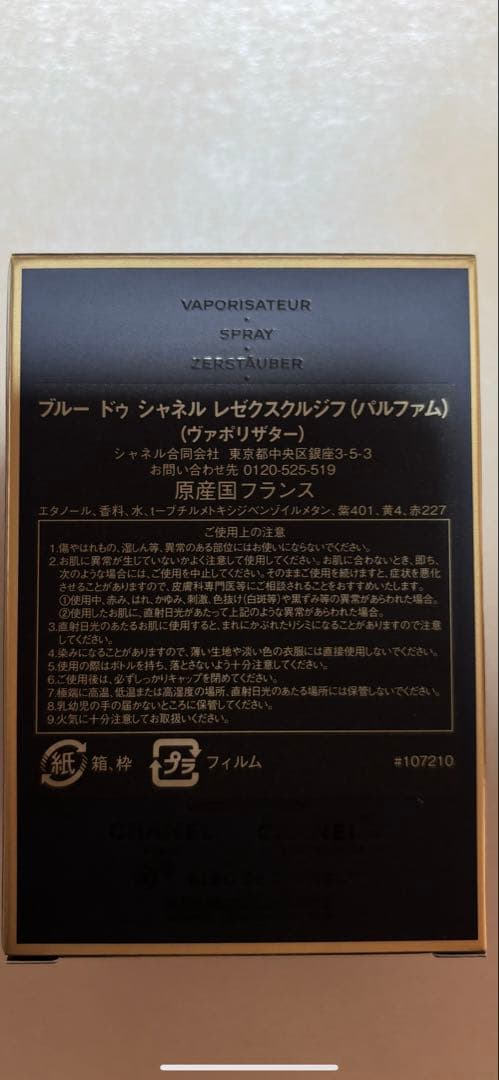 VAPORISATEUR
SPRAY
ZERSTÄUBER
ブルー ドゥ シャネル レゼクスクルジフ(パルファム)
(ヴァポリザター)
シャネル合同会社 東京都中央区銀座3-5-3
お問い合わせ先 0120-525-519
原産国フランス
エタノール、香料、水、t-ブチルメトキシジベンゾイルメタン、紫401、黄4、赤227
ご使用上の注意
1.傷やはれもの、湿しん等、異常のある部位にはお使いにならないでください。
2.お肌に異常が生じていないかよく注意して使用してください。お肌に合わないとき、即ち、
次のような場合には、ご使用を中止してください。そのまま使用を続けますと、症状を悪化
させることがありますので、皮膚科専門医等にご相談されることをおすすめいたします。
①使用中、赤み、はれ、かゆみ、刺激、色抜け(白斑等)や黒ずみ等の異常があらわれた場合。
②使用したお肌に、直射日光があたって上記のような異常があらわれた場合。
3.直射日光のあたるお肌に使用すると、まれにかぶれたりシミになることがありますので注意
してください。
4.染みになることがありますので、薄い生地や淡い色の衣服には直接使用しないでください。
5.使用の際はボトルを持ち、落とさないよう十分注意してください。
6.ご使用後は、必ずしっかりキャップを閉めてください。
7.極端に高温、低温または高湿度の場所、直射日光のあたる場所には保管しないでください。
8.乳幼児の手の届かないところに保管してください。
9.火気に十分注意してお取扱いください。
紙 箱、枠 プラ フィルム #107210
CHANEL